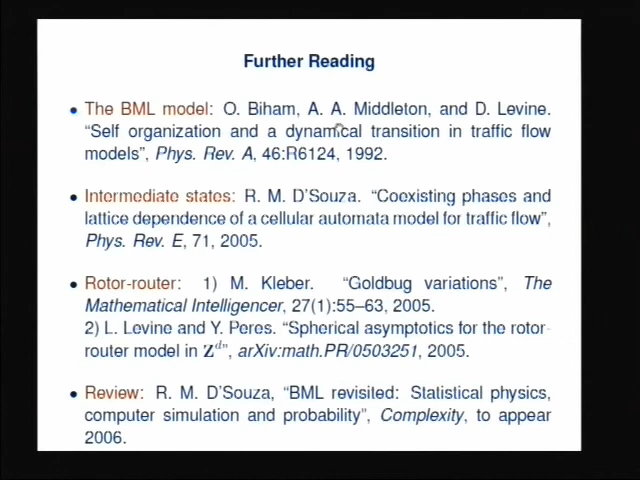 Further Reading
• The BML model: O. Biham, A. A. Middleton, and D. Levine.
“Self organization and a dynamical transition in traffic flow
models”, Phys. Rev. A, 46:R6124, 1992.
• Intermediate states: R. M. D’Souza. “Coexisting phases and
lattice dependence of a cellular automata model for traffic flow”,
Phys. Rev. E, 71, 2005.
• Rotor-router: 1) M. Kleber. “Goldbug variations”, The
Mathematical Intelligencer, 27(1):55–63, 2005.
2) L. Levine and Y. Peres. “Spherical asymptotics for the rotor-
router model in Zᵈ”, arXiv:math.PR/0503251, 2005.
• Review: R. M. D’Souza, “BML revisited: Statistical physics,
computer simulation and probability”, Complexity, to appear
2006.